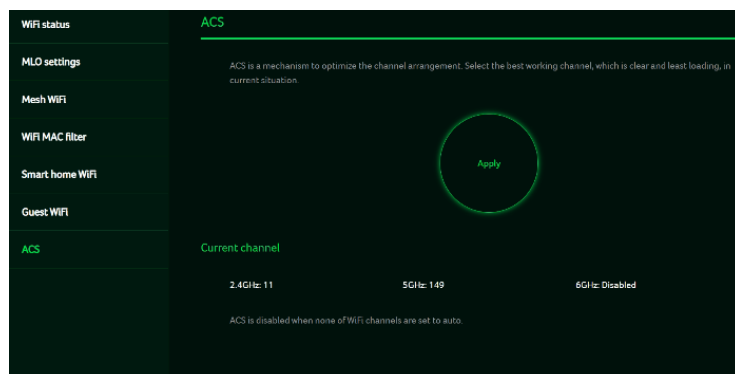 WiFi status
MLO settings
Mesh WiFi
WiFi MAC filter
Smart home WiFi
Guest WiFi
ACS
ACS
ACS is a mechanism to optimize the channel arrangement. Select the best working channel, which is clear and least loading, in
current situation.
Apply
Current channel
2.4GHz: 11
5GHz: 149
6GHz: Disabled
ACS is disabled when none of WiFi channels are set to auto.